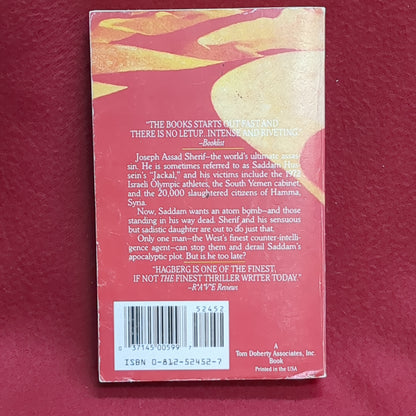 "THE BOOKS STARTS OUT FAST AND
THERE IS NO LETUP. INTENSE AND RIVETING."
—Booklist
Joseph Assad Sherif—the world's ultimate assas-
sin. He is sometimes referred to as Saddam Hus-
sein's "Jackal," and his victims include the 1972
Israeli Olympic athletes, the South Yemen cabinet,
and the 20,000 slaughtered citizens of Hamma,
Syria.
Now, Saddam wants an atom bomb—and those
standing in his way dead. Sherif and his sensuous
but sadistic daughter are out to do just that.
Only one man—the West's finest counter-intelli-
gence agent—can stop them and derail Saddam's
apocalyptic plot. But is he too late?
"HAGBERG IS ONE OF THE FINEST,
IF NOT THE FINEST THRILLER WRITER TODAY."
—R*A*V*E Reviews
52452
0 37145 00599 7
ISBN 0-812-52452-7
A
Tom Doherty Associates, Inc.
Book
Printed in the USA